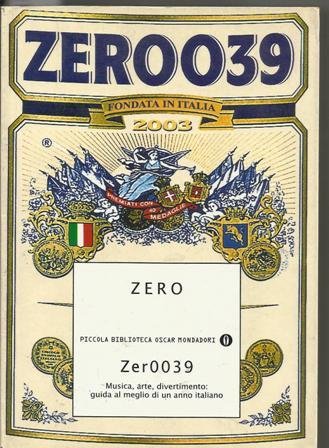 ZERO039
FONDATA IN ITALIA
2003
®
PREMIATI CON 40 MEDAGLIE
ZERO
PICCOLA BIBLIOTECA OSCAR MONDADORI
Zer0039
Musica, arte, divertimento:
guida al meglio di un anno italiano